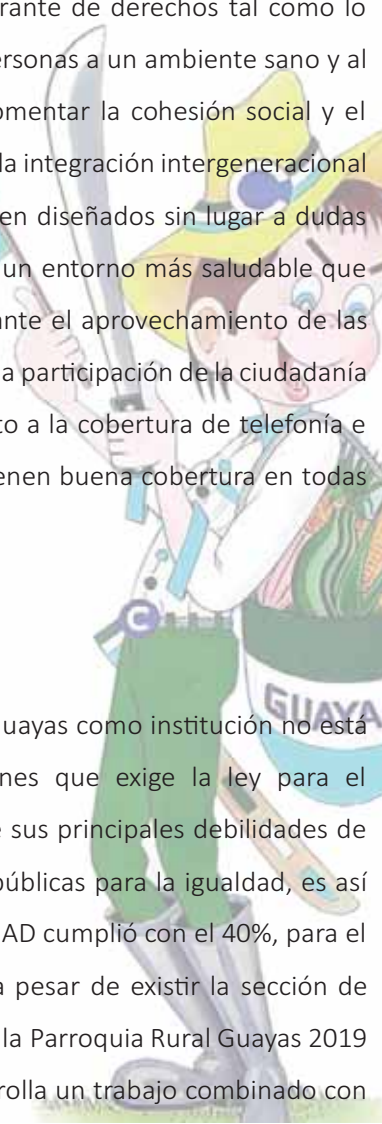 rante de derechos tal como lo
ersonas a un ambiente sano y al
omentar la cohesión social y el
la integración intergeneracional
en diseñados sin lugar a dudas
un entorno más saludable que
ante el aprovechamiento de las
a participación de la ciudadanía
to a la cobertura de telefonía e
enen buena cobertura en todas
C
C
GUAYA
uayas como institución no está
nes que exige la ley para el
e sus principales debilidades de
públicas para la igualdad, es así
AD cumplió con el 40%, para el
a pesar de existir la sección de
la Parroquia Rural Guayas 2019
rolla un trabajo combinado con